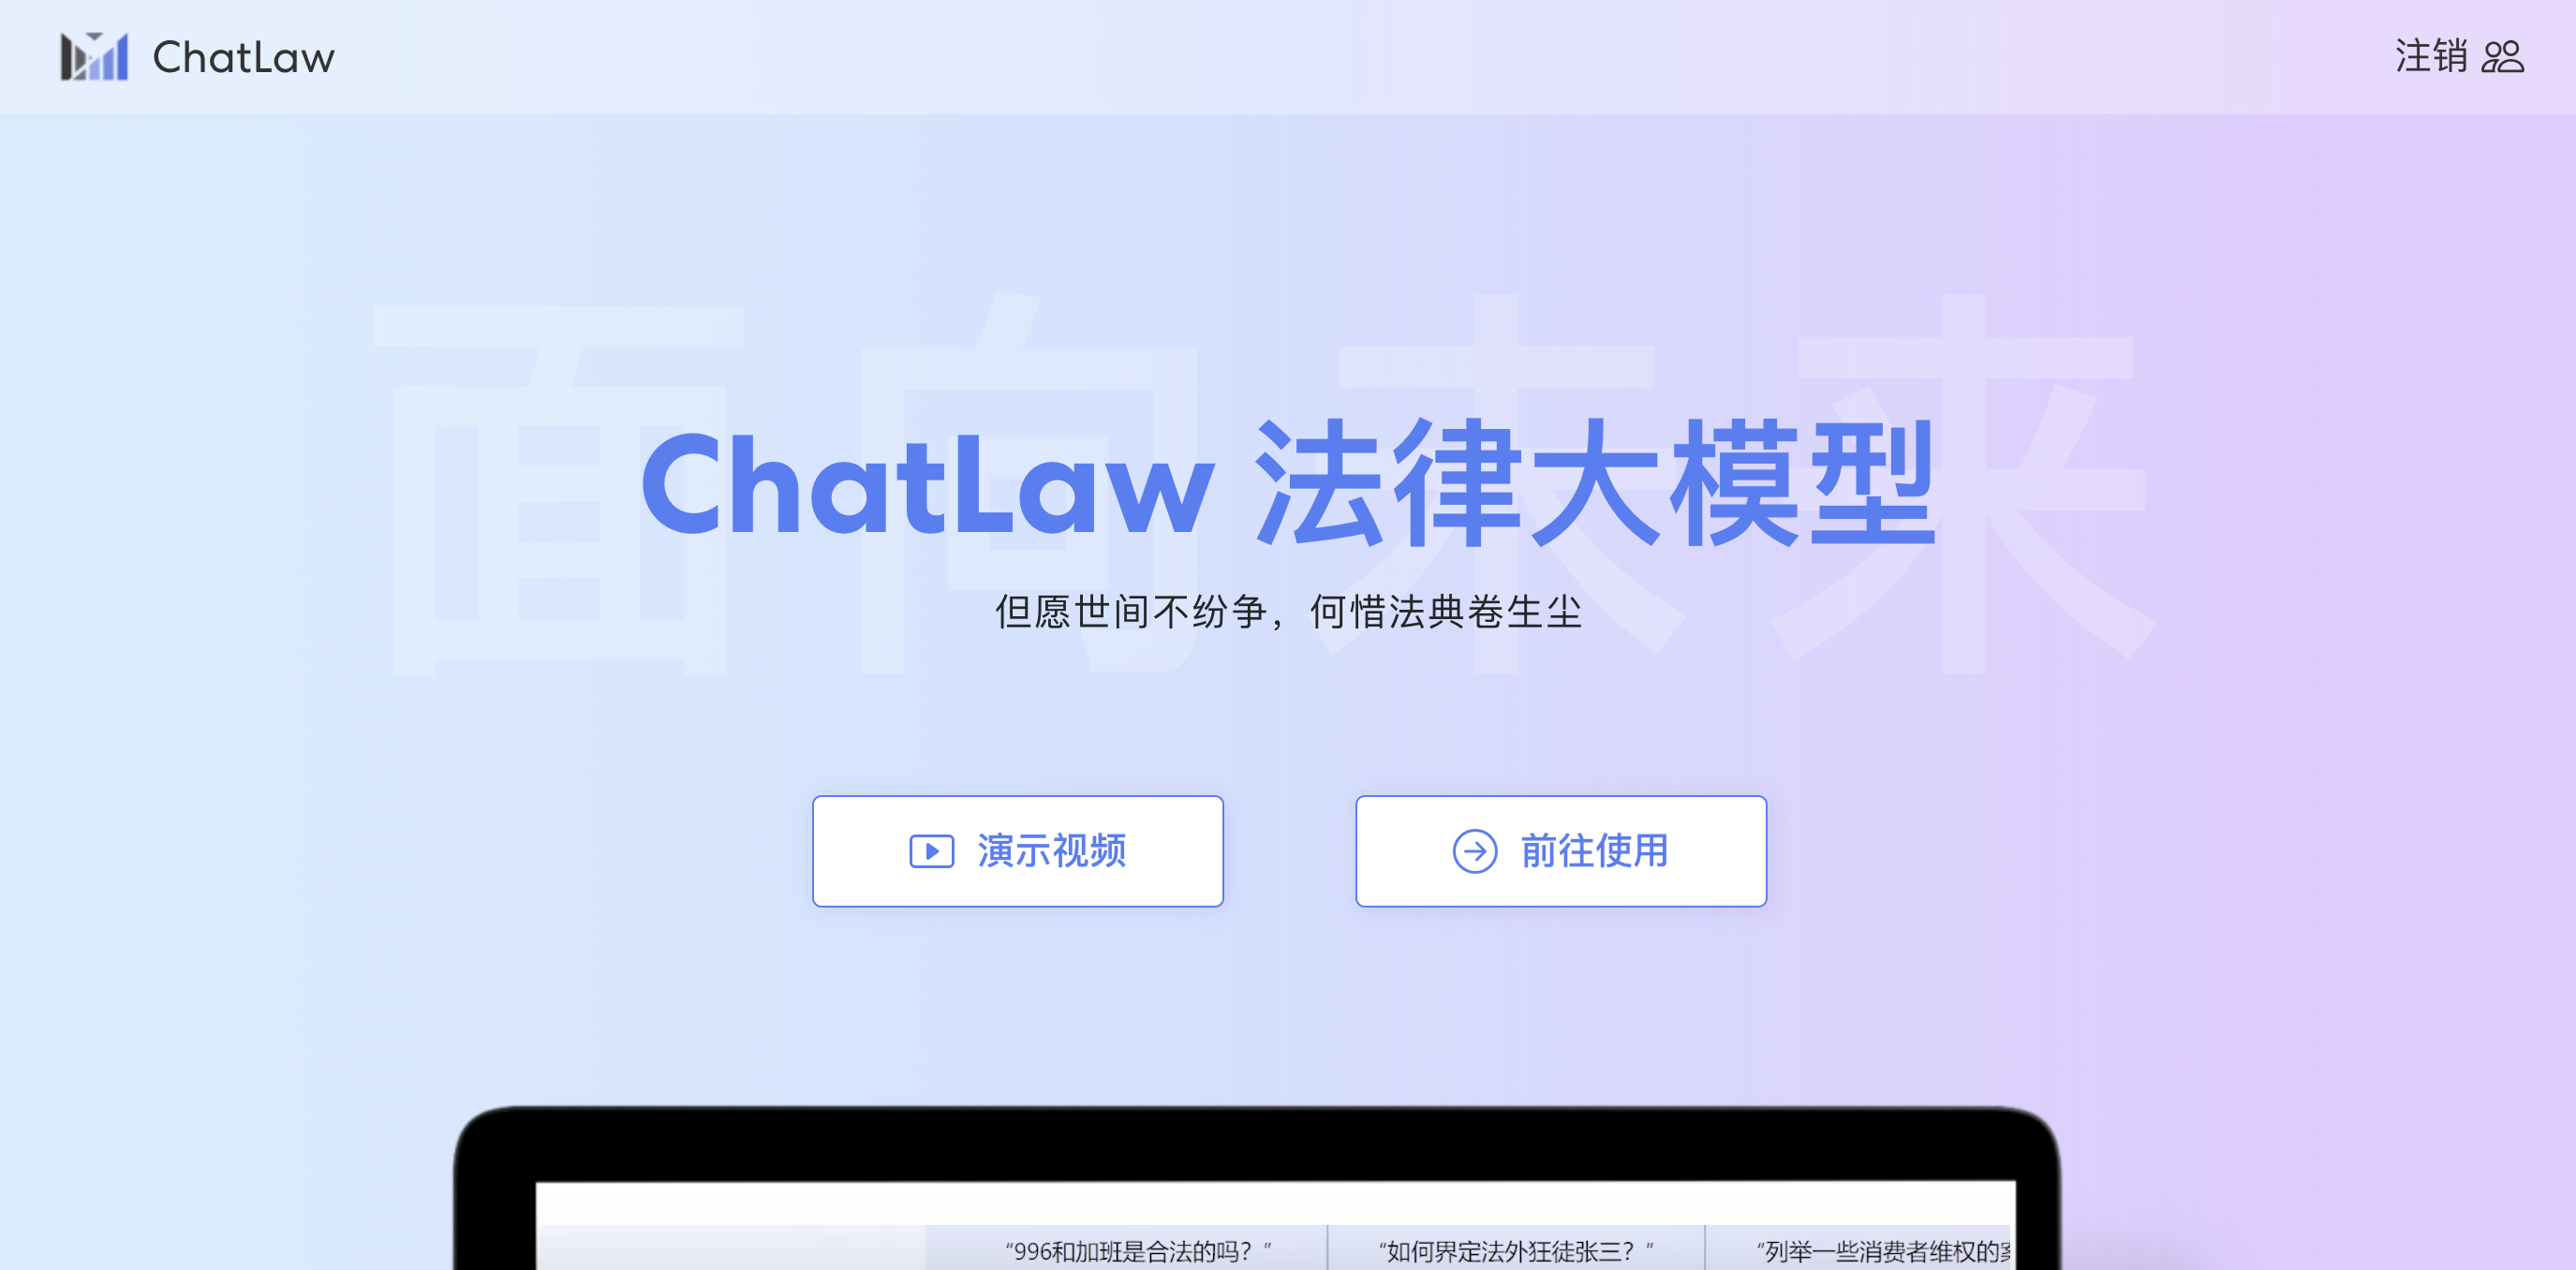 ChatLaw
注销
面向未来
ChatLaw 法律大模型
但愿世间不纷争，何惜法典卷生尘
演示视频
前往使用
“996和加班是合法的吗？”
“如何界定法外狂徒张三？”
“列举一些消费者维权的